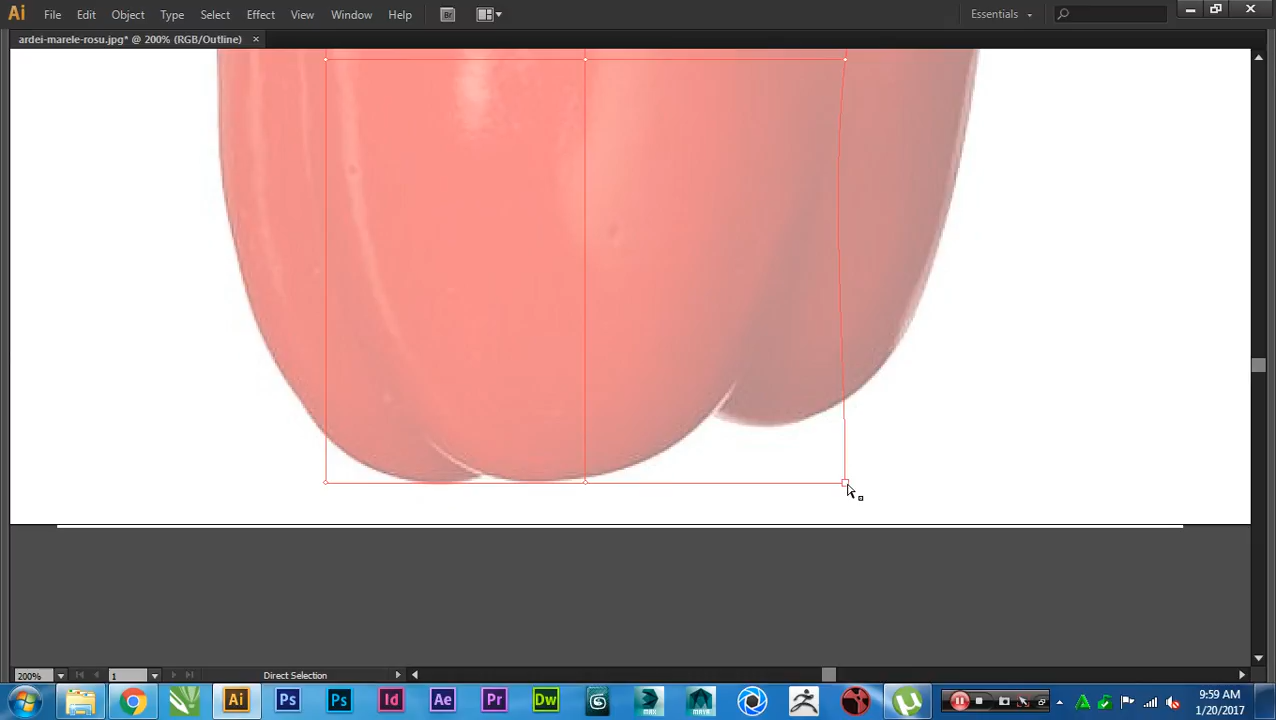 Ai File Edit Object Type Select Effect View Window Help Br Essentials
ardei-marele-rosu.jpg* @ 200% (RGB/Outline)
200% 1 Direct Selection
Ai Ps Ps Id Ae Pr Dw 9:59 AM
1/20/2017